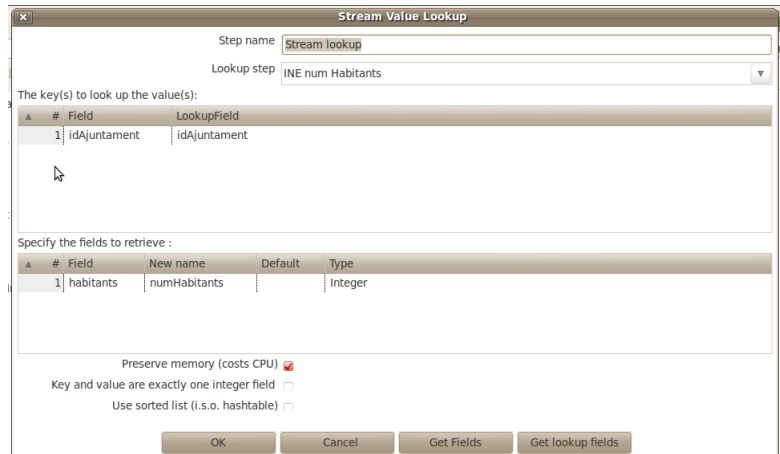 Stream Value Lookup
Step name Stream lookup
Lookup step INE num Habitants
The key(s) to look up the value(s):
# Field LookupField
1 idAjuntament idAjuntament
Specify the fields to retrieve :
# Field New name Default Type
1 habitants numHabitants Integer
Preserve memory (costs CPU)
Key and value are exactly one integer field
Use sorted list (i.s.o. hashtable)
OK Cancel Get Fields Get lookup fields